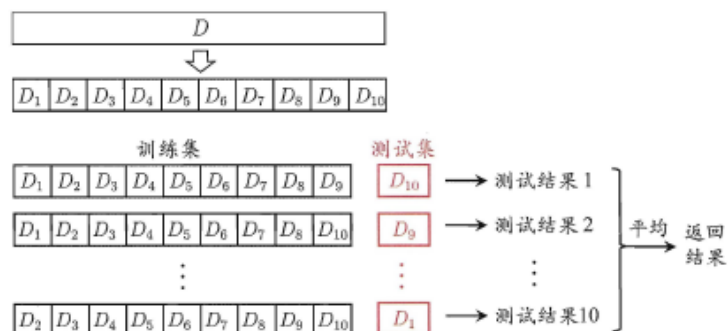 D
D₁ D₂ D₃ D₄ D₅ D₆ D₇ D₈ D₉ D₁₀
训练集 测试集
D₁ D₂ D₃ D₄ D₅ D₆ D₇ D₈ D₉ D₁₀ 测试结果1
D₁ D₂ D₃ D₄ D₅ D₆ D₇ D₈ D₁₀ D₉ 测试结果2
平均 返回
结果
⋮ ⋮ ⋮
D₂ D₃ D₄ D₅ D₆ D₇ D₈ D₉ D₁₀ D₁ 测试结果10